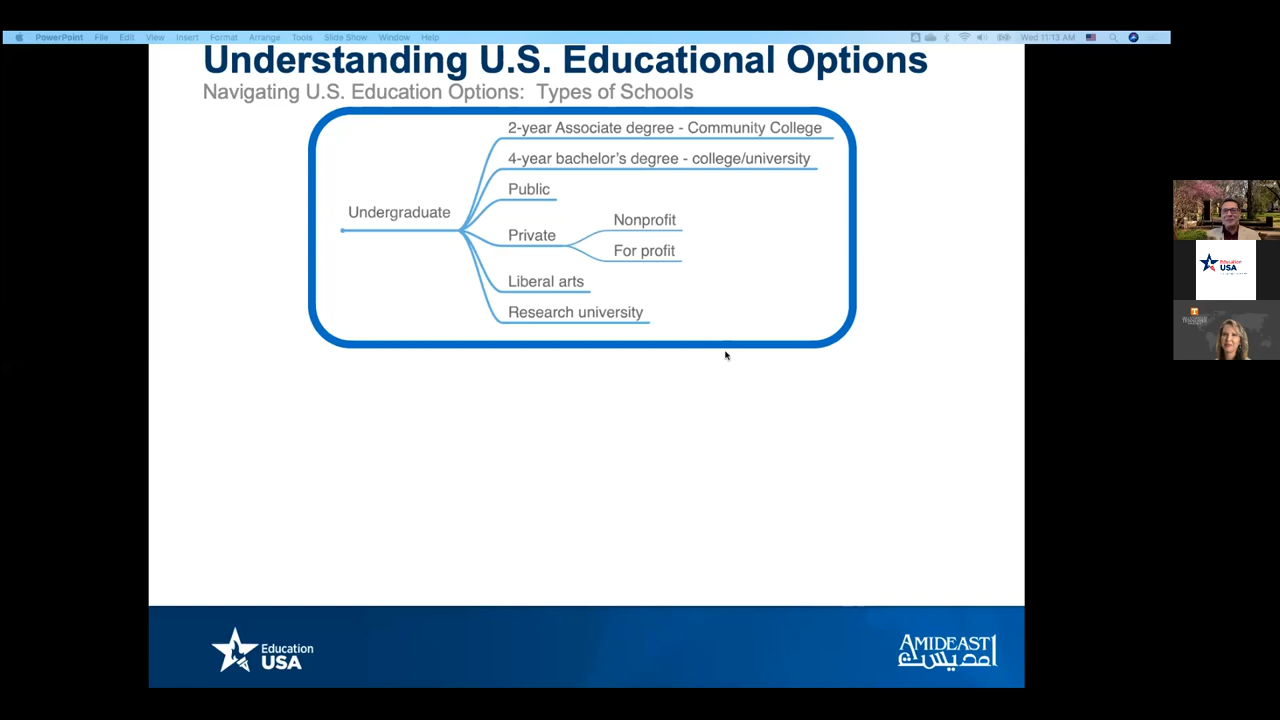 PowerPoint File Edit View Insert Format Arrange Tools Slide Show Window Help Wed 11:13 AM
Understanding U.S. Educational Options
Navigating U.S. Education Options: Types of Schools
2-year Associate degree - Community College
4-year bachelor's degree - college/university
Public
Undergraduate
Nonprofit
Private
For profit
Liberal arts
Research university
Education
USA
T
Education
USA
AMIDEAST
أمديست